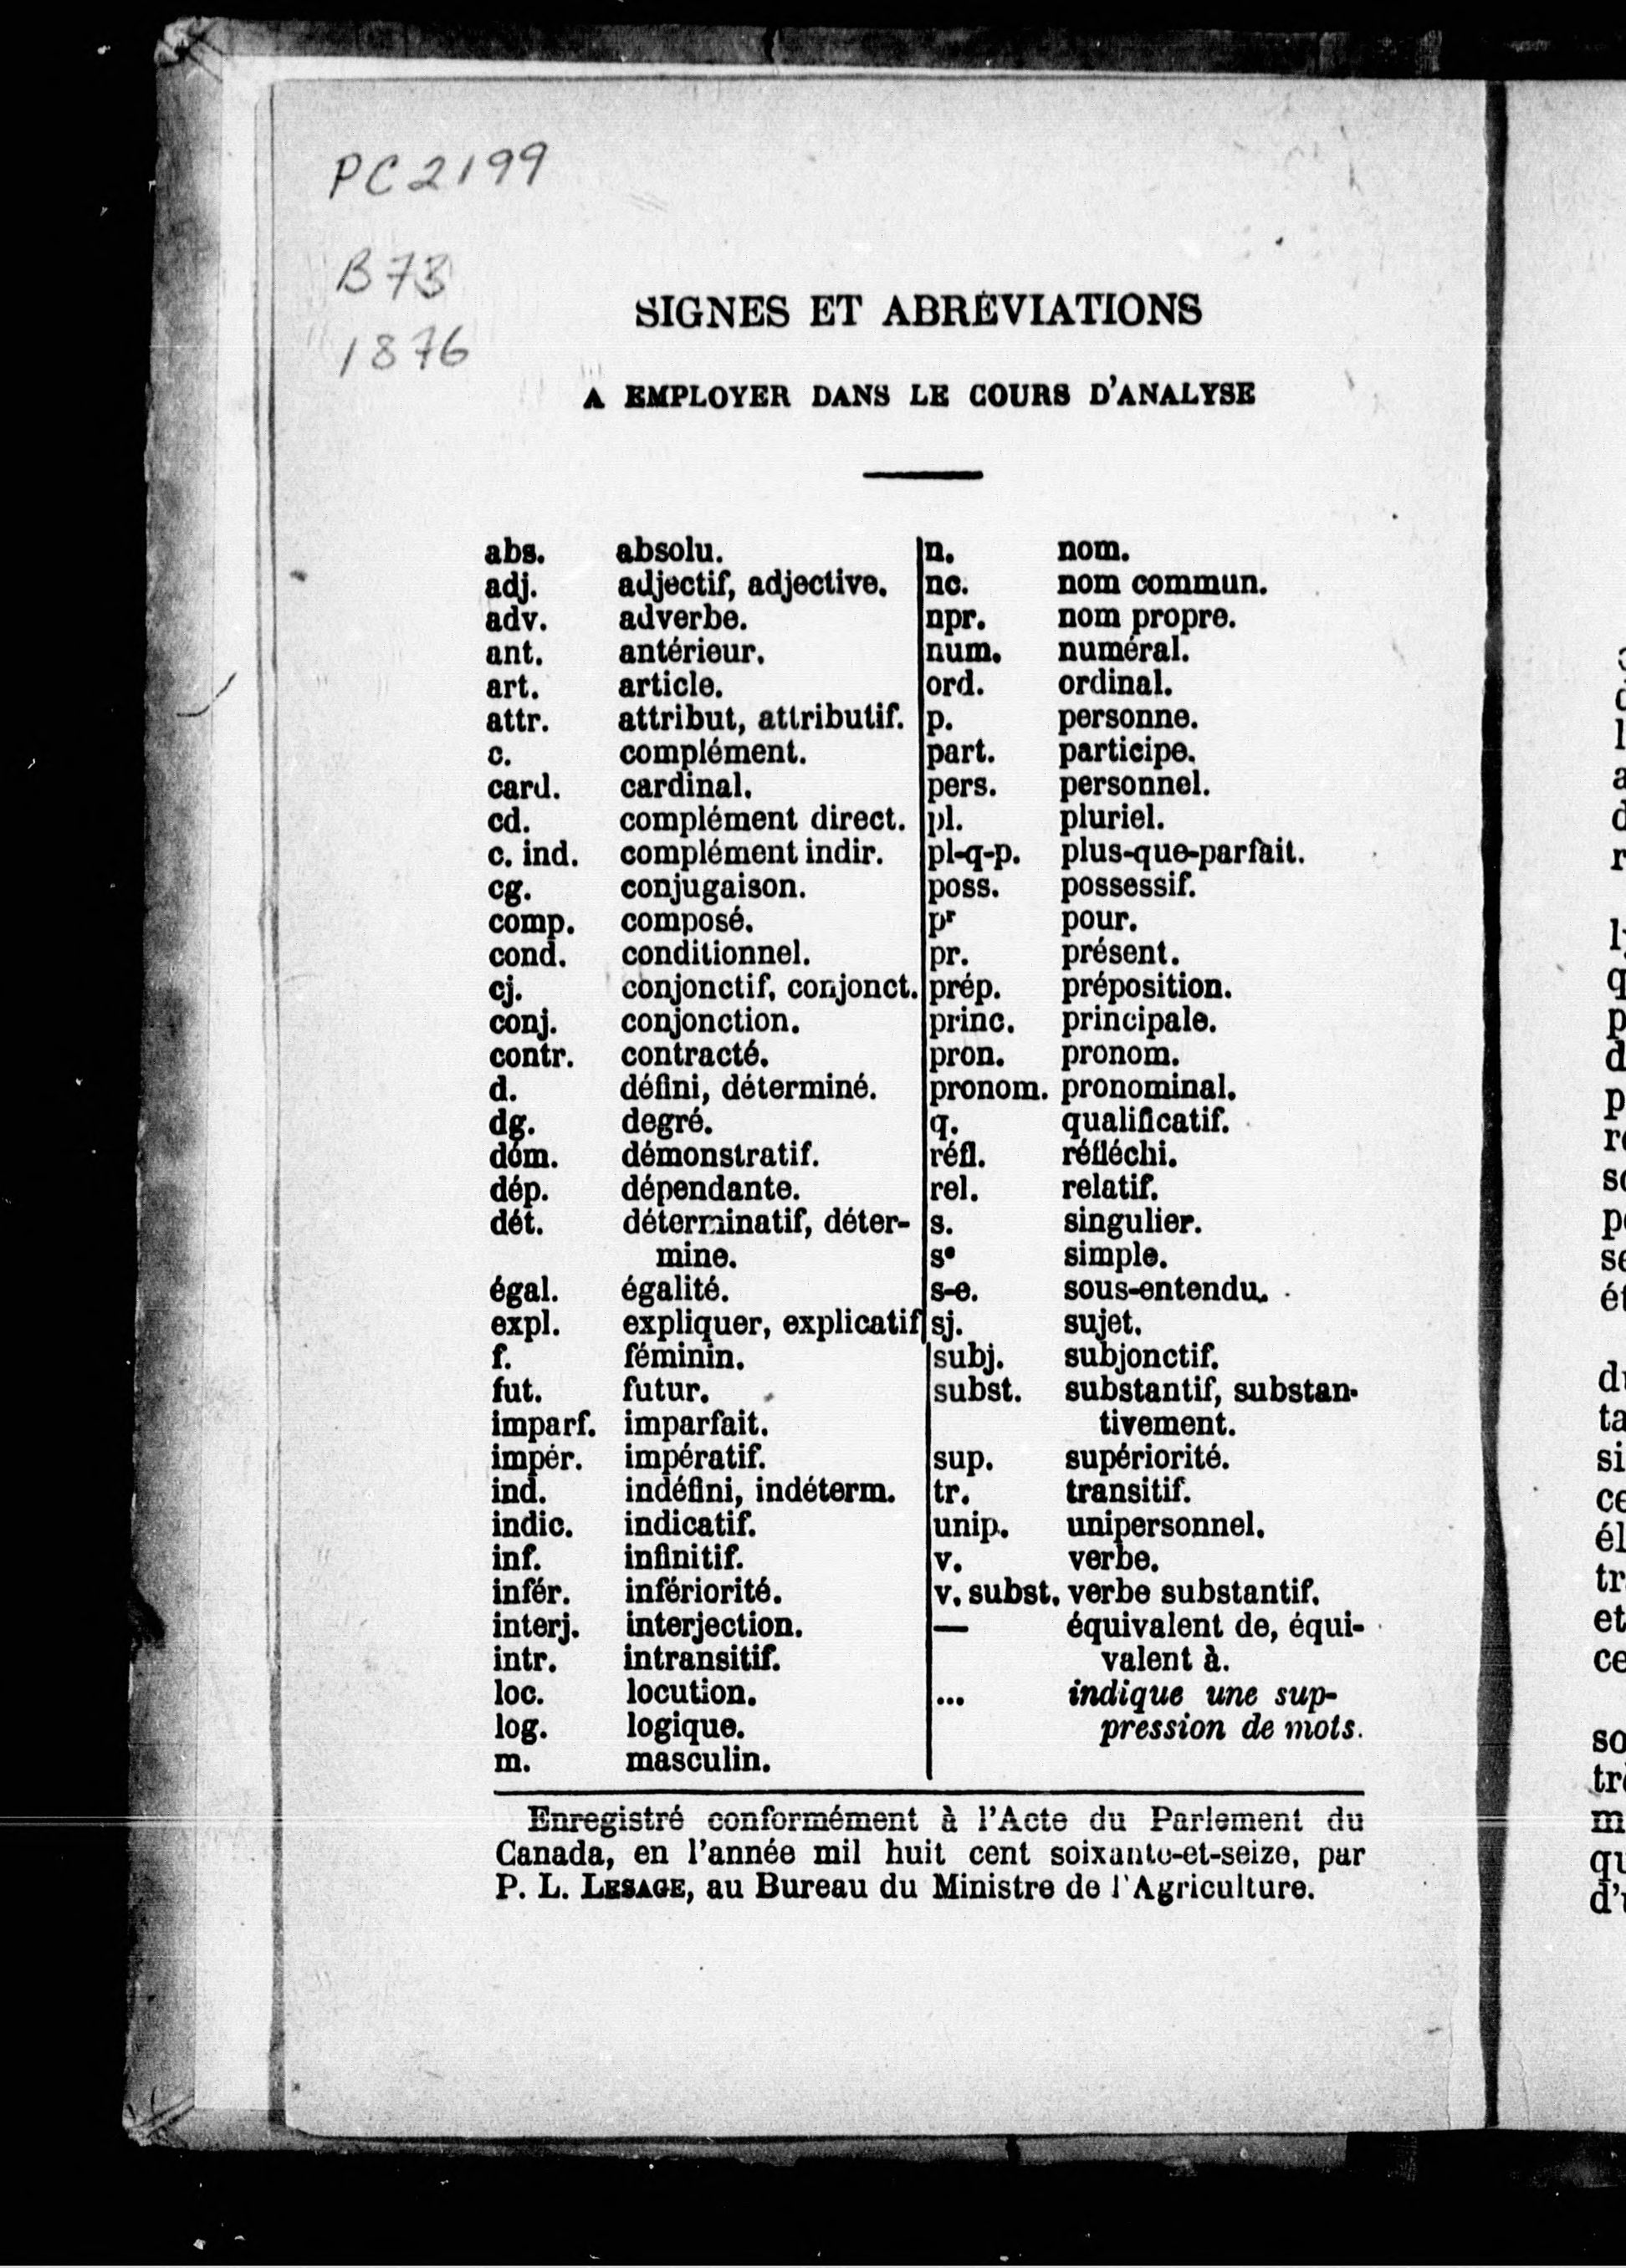 PC2199
B73
1876
SIGNES ET ABRÉVIATIONS
A EMPLOYER DANS LE COURS D'ANALYSE
abs. absolu.
adj. adjectif, adjective.
adv. adverbe.
ant. antérieur.
art. article.
attr. attribut, attributif.
c. complément.
card. cardinal.
cd. complément direct.
c. ind. complément indir.
cg. conjugaison.
comp. composé.
cond. conditionnel.
cj. conjonctif, conjonct.
conj. conjonction.
contr. contracté.
d. défini, déterminé.
dg. degré.
dém. démonstratif.
dép. dépendante.
dét. déterminatif, déter-
mine.
égal. égalité.
expl. expliquer, explicatif
f. féminin.
fut. futur.
imparf. imparfait.
impér. impératif.
ind. indéfini, indéterm.
indic. indicatif.
inf. infinitif.
infér. infériorité.
interj. interjection.
intr. intransitif.
loc. locution.
log. logique.
m. masculin.
n. nom.
nc. nom commun.
npr. nom propre.
num. numéral.
ord. ordinal.
p. personne.
part. participe.
pers. personnel.
pl. pluriel.
pl-q-p. plus-que-parfait.
poss. possessif.
pʳ pour.
pr. présent.
prép. préposition.
princ. principale.
pron. pronom.
pronom. pronominal.
q. qualificatif.
réfl. réfléchi.
rel. relatif.
s. singulier.
sᵉ simple.
s-e. sous-entendu.
sj. sujet.
subj. subjonctif.
subst. substantif, substan-
tivement.
sup. supériorité.
tr. transitif.
unip. unipersonnel.
v. verbe.
v. subst. verbe substantif.
— équivalent de, équi-
valent à.
... indique une sup-
pression de mots.
Enregistré conformément à l'Acte du Parlement du
Canada, en l'année mil huit cent soixante-et-seize, par
P. L. LESAGE, au Bureau du Ministre de l'Agriculture.